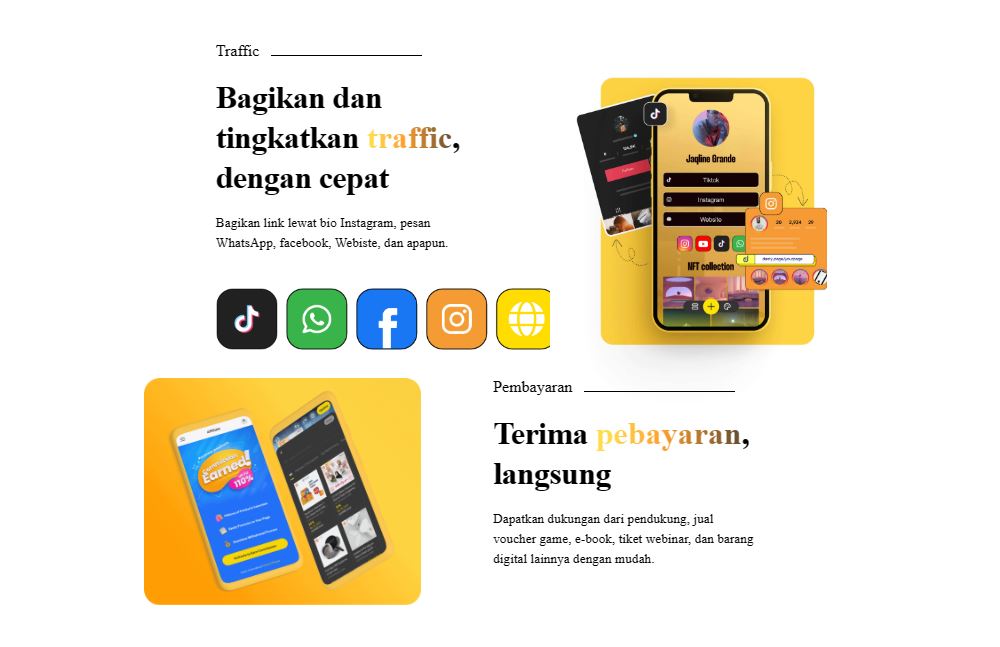 Traffic
Bagikan dan
tingkatkan traffic,
dengan cepat
Bagikan link lewat bio Instagram, pesan
WhatsApp, facebook, Webiste, dan apapun.
Jaqline Grande
Tiktok
Instagram
Website
NFT collection
Pembayaran
Terima pebayaran,
langsung
Dapatkan dukungan dari pendukung, jual
voucher game, e-book, tiket webinar, dan barang
digital lainnya dengan mudah.
Earned!
110%